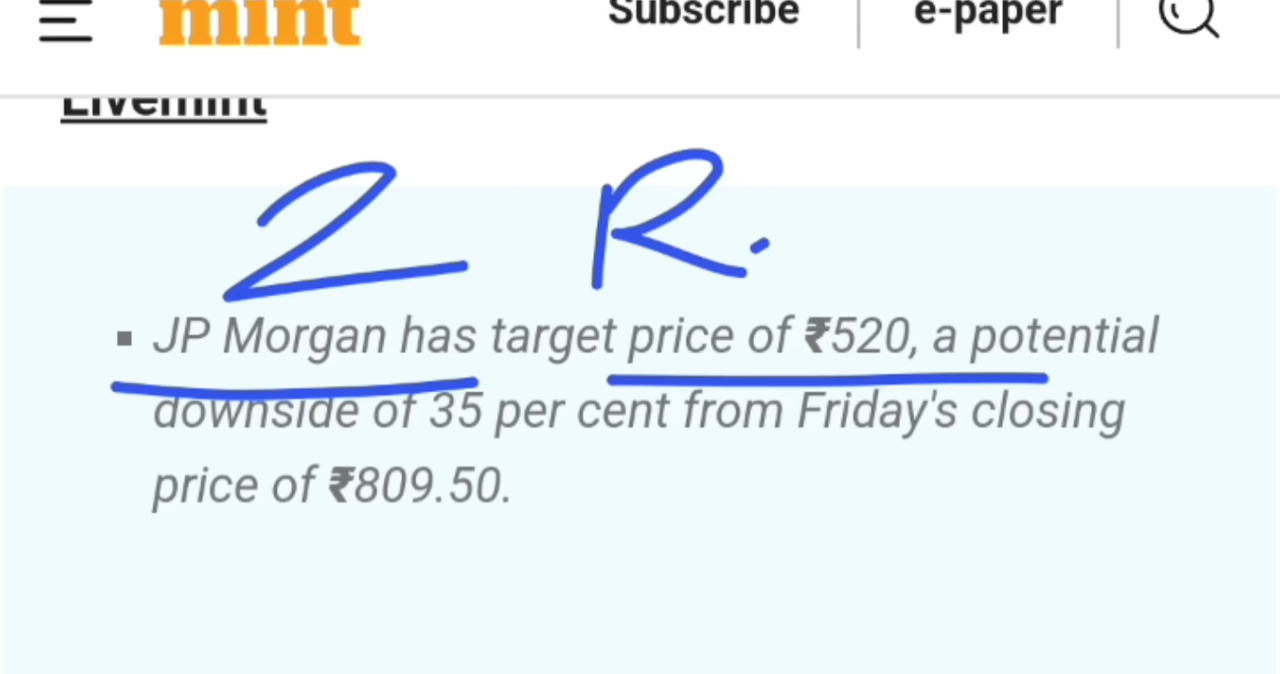 mint Subscribe e-paper
Livemint
2 R.
JP Morgan has target price of ₹520, a potential
downside of 35 per cent from Friday's closing
price of ₹809.50.